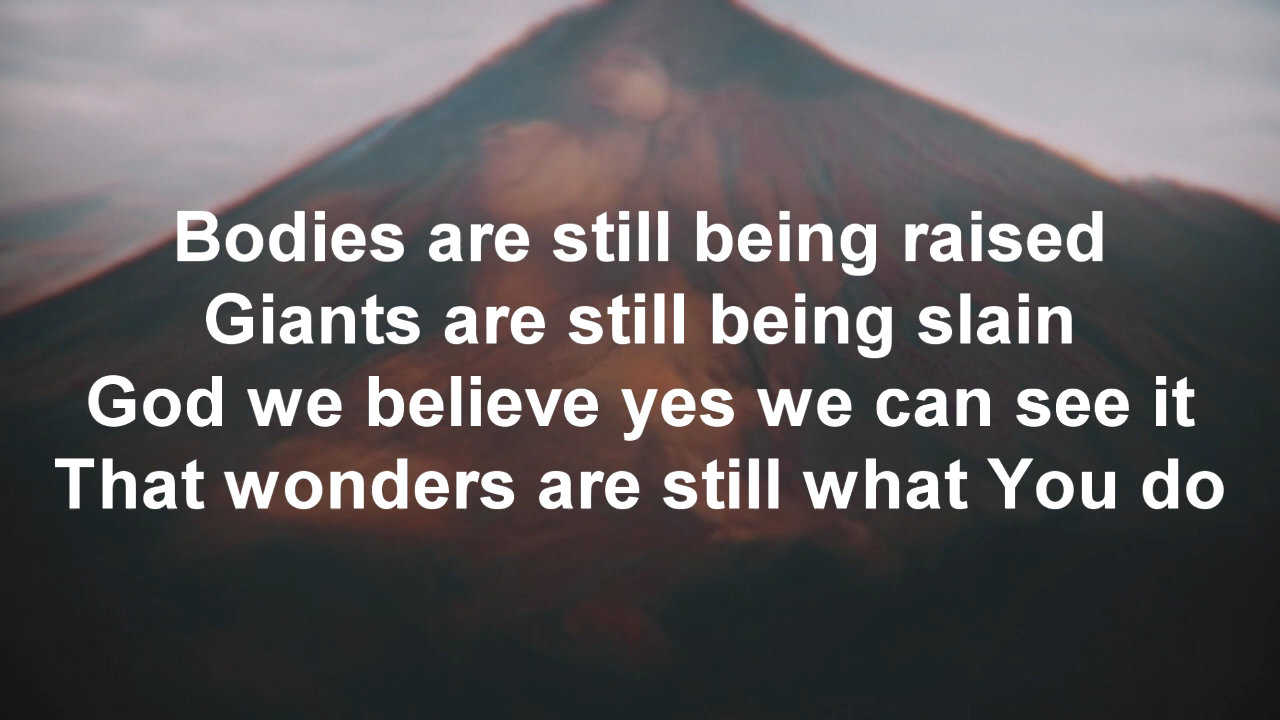 Bodies are still being raised
Giants are still being slain
God we believe yes we can see it
That wonders are still what You do